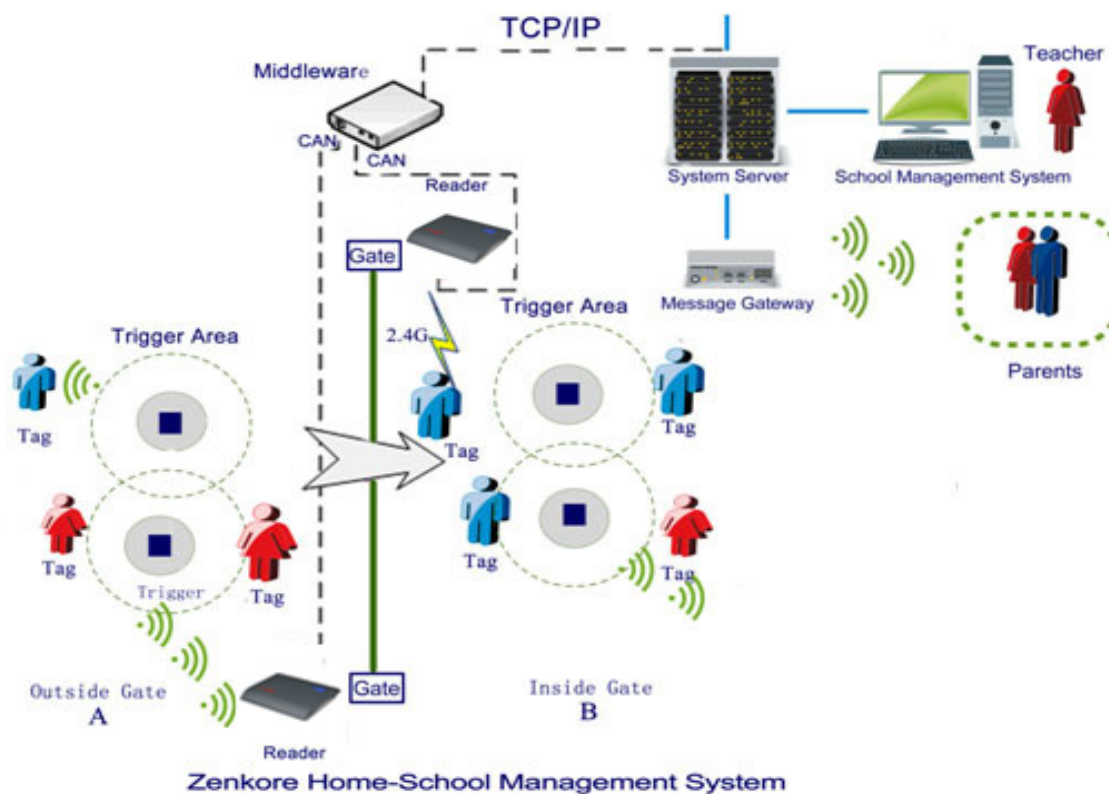 TCP/IP
Middleware
CAN
CAN
Reader
Gate
System Server
Teacher
School Management System
Message Gateway
Parents
Trigger Area
Trigger Area
2.4G
Tag
Tag
Tag
Tag
Tag
Tag
Tag
Trigger
Outside Gate
A
Gate
Inside Gate
B
Reader
Zenkore Home-School Management System